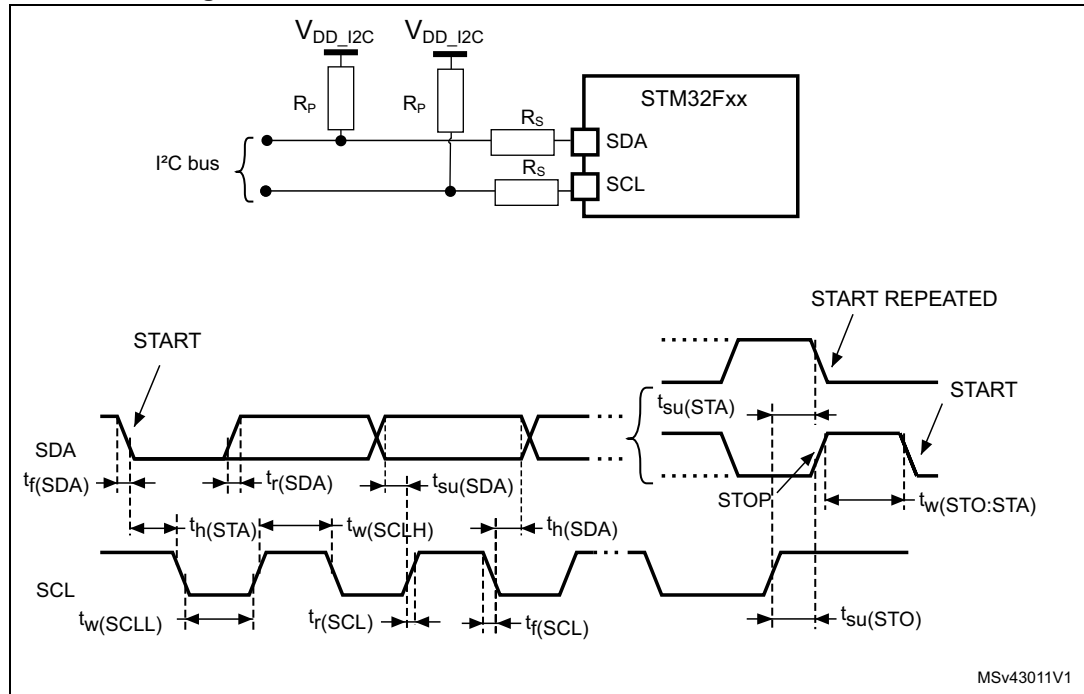 VDD_I2C VDD_I2C
STM32Fxx
RP RP
RS
SDA
I²C bus
RS
SCL
START REPEATED
START
START
tsu(STA)
SDA
tf(SDA) tr(SDA) tsu(SDA)
STOP
tw(STO:STA)
th(STA) tw(SCLH) th(SDA)
SCL
tw(SCLL) tr(SCL) tf(SCL) tsu(STO)
MSv43011V1